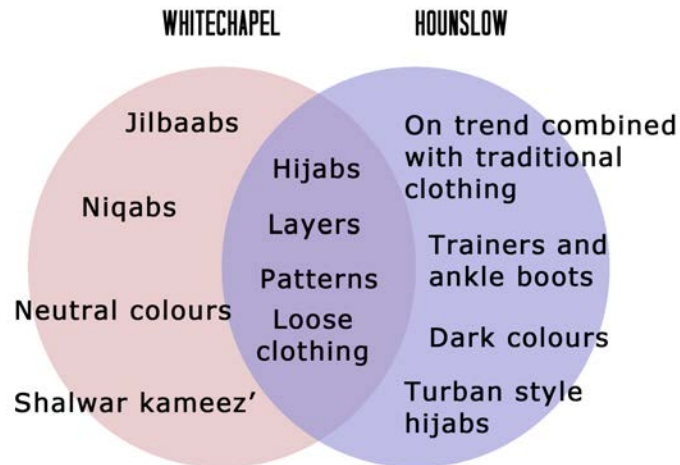 WHITECHAPEL
HOUNSLOW
Jilbaabs
Niqabs
Neutral colours
Shalwar kameez’
Hijabs
Layers
Patterns
Loose
clothing
On trend combined
with traditional
clothing
Trainers and
ankle boots
Dark colours
Turban style
hijabs